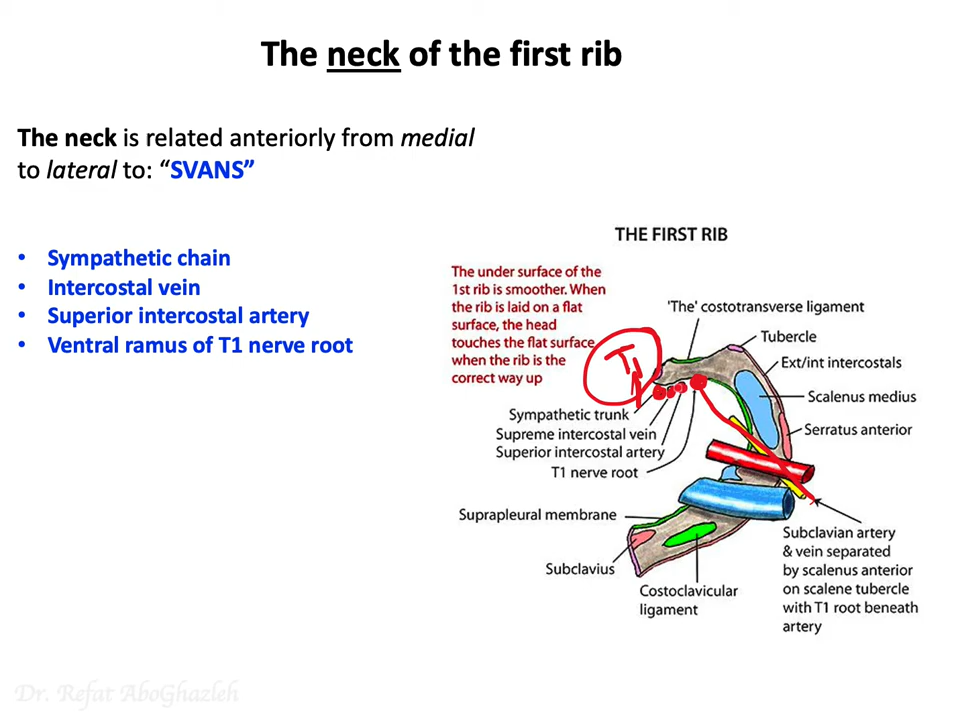 The neck of the first rib
The neck is related anteriorly from medial
to lateral to: “SVANS”
• Sympathetic chain
• Intercostal vein
• Superior intercostal artery
• Ventral ramus of T1 nerve root
THE FIRST RIB
The under surface of the
1st rib is smoother. When
the rib is laid on a flat
surface, the head
touches the flat surface
when the rib is the
correct way up
'The' costotransverse ligament
Tubercle
Ext/int intercostals
Scalenus medius
Serratus anterior
T1
Sympathetic trunk
Supreme intercostal vein
Superior intercostal artery
T1 nerve root
Suprapleural membrane
Subclavius
Costoclavicular
ligament
Subclavian artery
& vein separated
by scalenus anterior
on scalene tubercle
with T1 root beneath
artery
Dr. Refat AboGhazleh